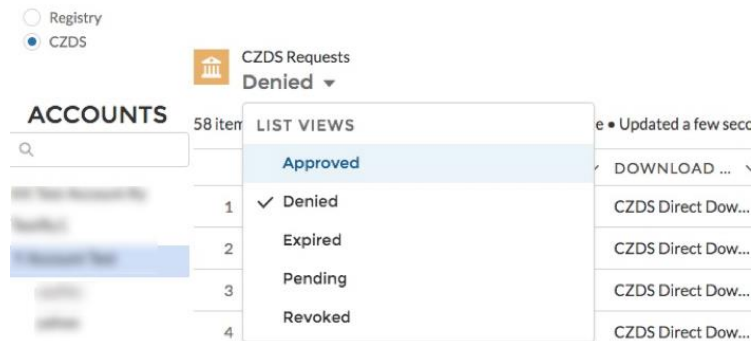 Registry
CZDS
CZDS Requests
Denied
ACCOUNTS
58 item
e • Updated a few seco
LIST VIEWS
Approved
DOWNLOAD ...
1
Denied
CZDS Direct Dow...
2
Expired
CZDS Direct Dow...
3
Pending
CZDS Direct Dow...
4
Revoked
CZDS Direct Dow...